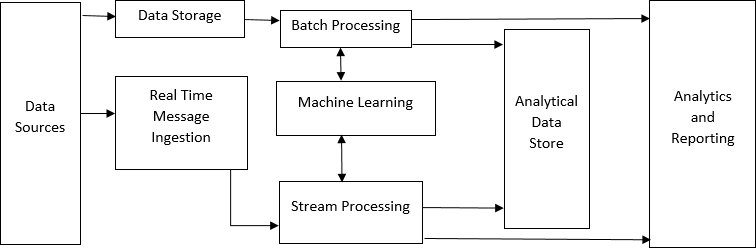 Data Storage
Batch Processing
Data
Sources
Real Time
Message
Ingestion
Machine Learning
Analytical
Data
Store
Analytics
and
Reporting
Stream Processing